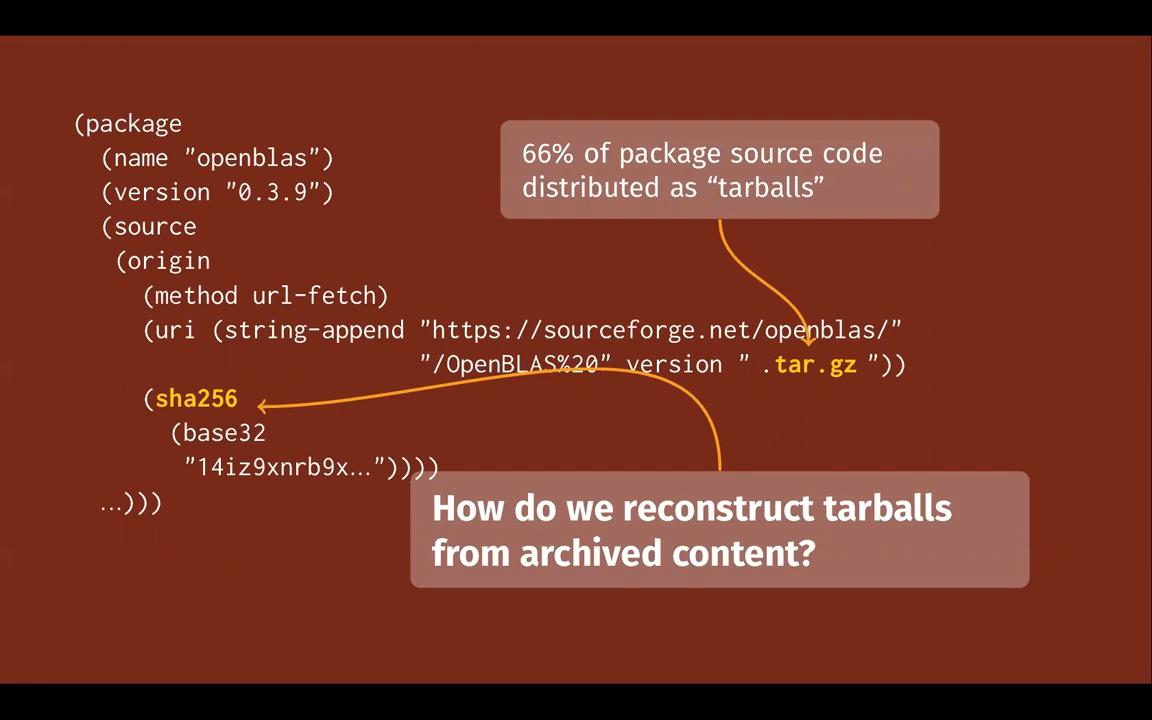 (package
(name "openblas")
(version "0.3.9")
(source
(origin
(method url-fetch)
(uri (string-append "https://sourceforge.net/openblas/"
"/OpenBLAS%20" version " .tar.gz "))
(sha256
(base32
"14iz9xnrb9x…"))))
…)))
66% of package source code
distributed as “tarballs”
How do we reconstruct tarballs
from archived content?